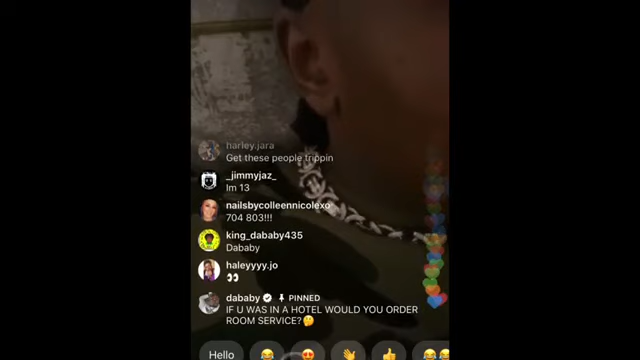 harley.jara
Get these people trippin
_jimmyjaz_
Im 13
nailsbycolleennicolexo
704 803!!!
king_dababy435
Dababy
haleyyyy.jo
👀
dababy PINNED
IF U WAS IN A HOTEL WOULD YOU ORDER
ROOM SERVICE?🤔
Hello